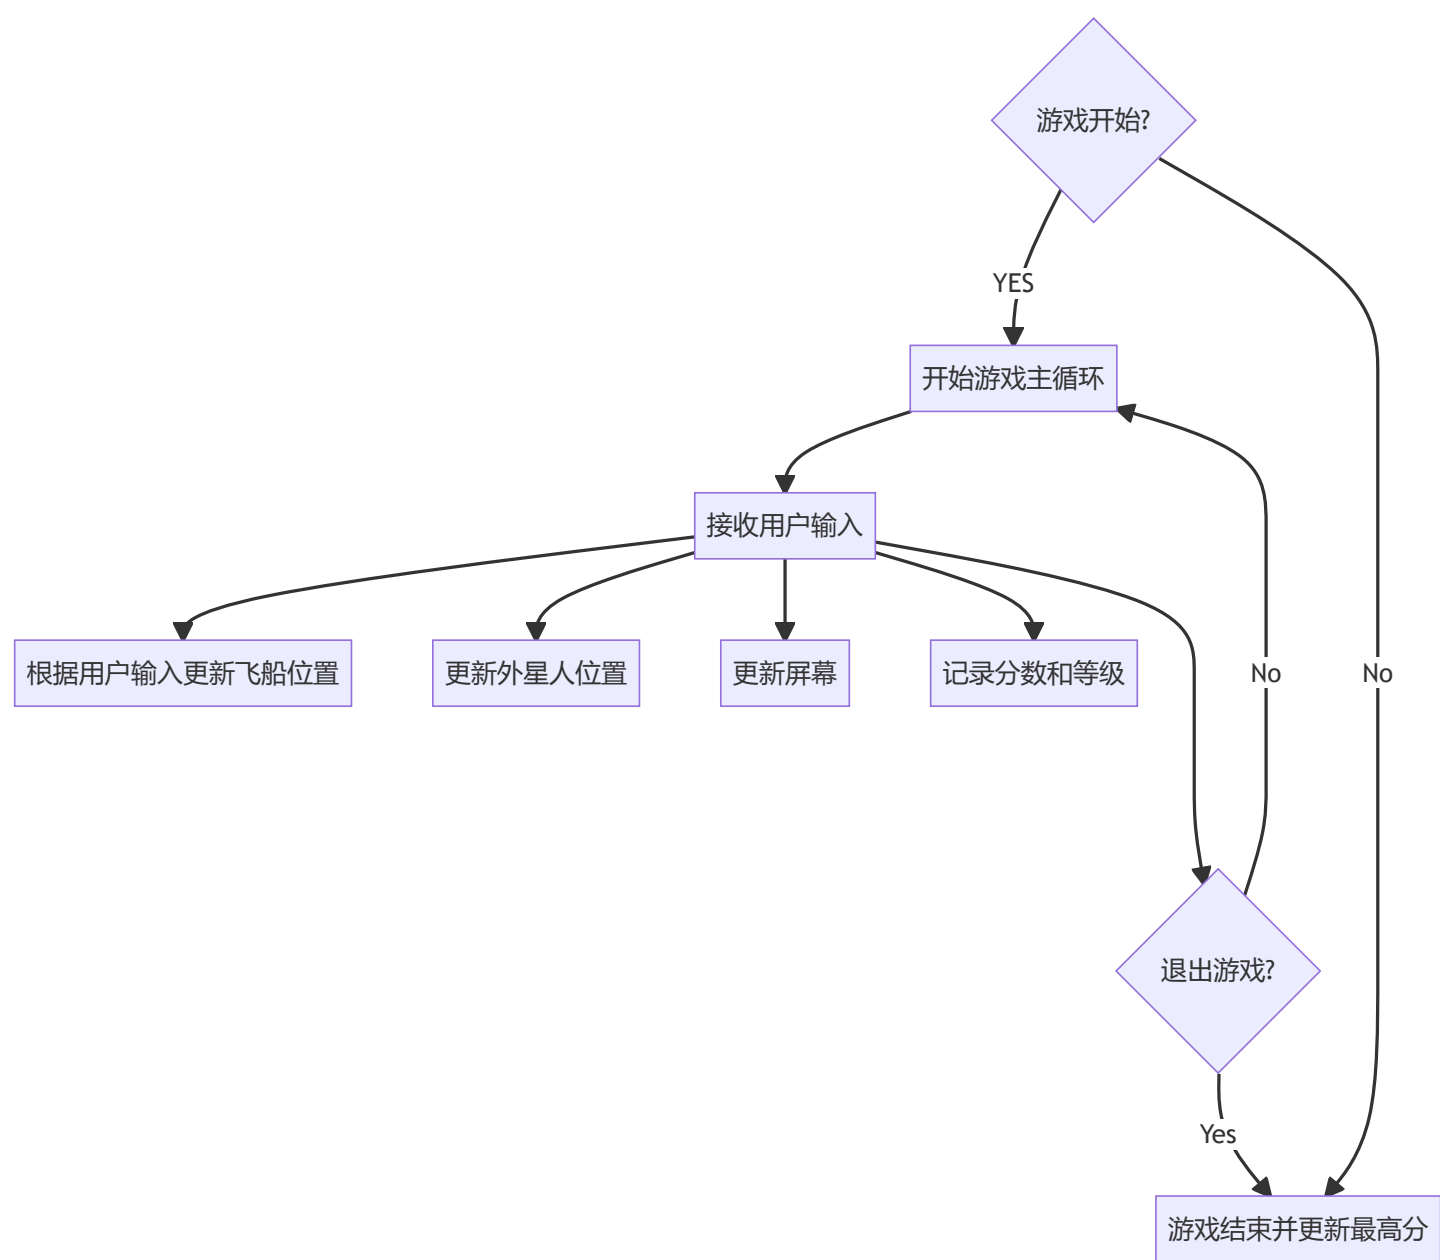 游戏开始?
YES
开始游戏主循环
接收用户输入
根据用户输入更新飞船位置
更新外星人位置
更新屏幕
记录分数和等级
No
No
退出游戏?
Yes
游戏结束并更新最高分